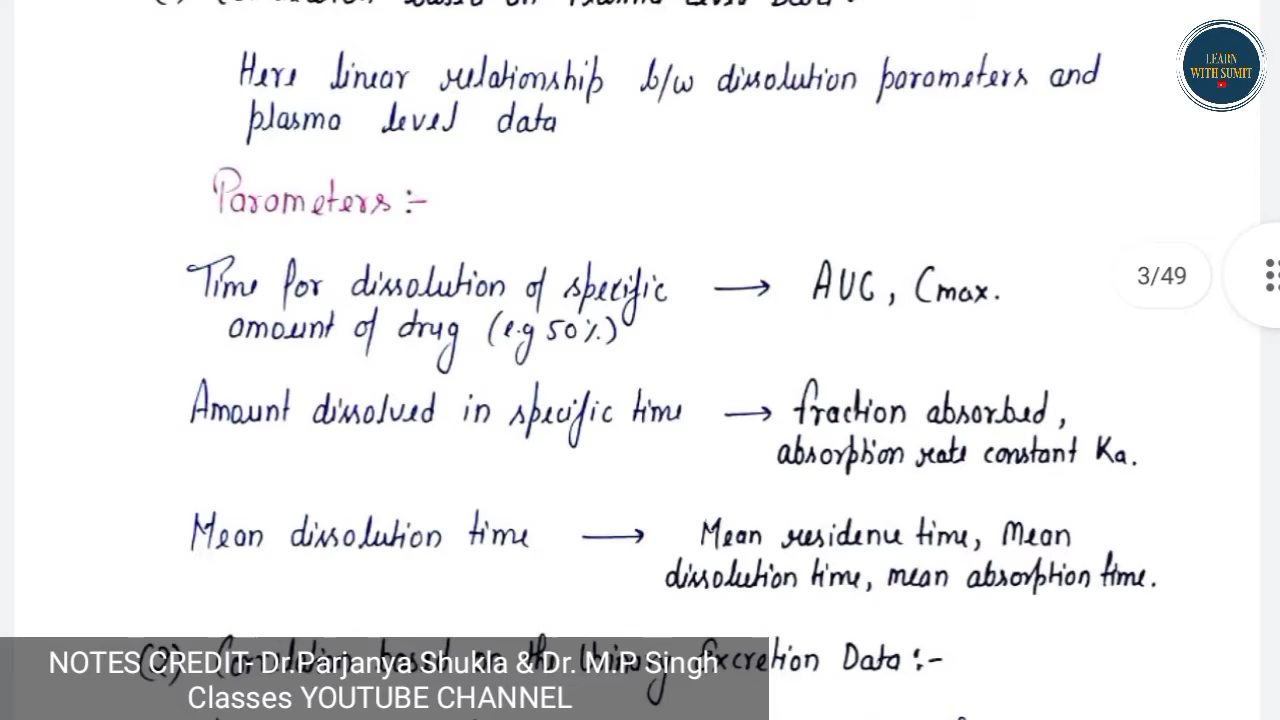 Here linear relationship b/w dissolution parameters and
plasma level data
Parameters :-
Time for dissolution of specific → AUC, Cmax.
amount of drug (e.g 50%)
Amount dissolved in specific time → fraction absorbed,
absorption rate constant Ka.
Mean dissolution time → Mean residence time, Mean
dissolution time, mean absorption time.
Excretion Data :-
NOTES CREDIT- Dr.Parjanya Shukla & Dr. M.P Singh
Classes YOUTUBE CHANNEL
3/49
LEARN
WITH SUMIT